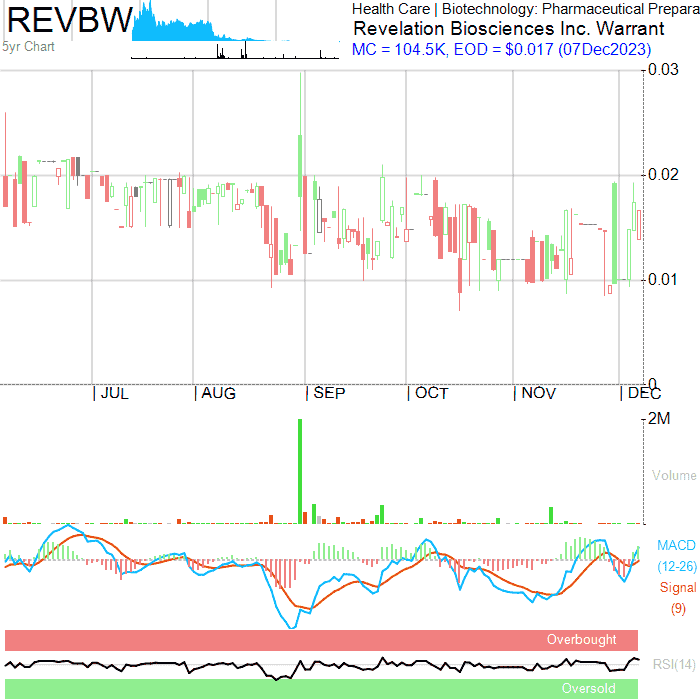 REVBW
5yr Chart
Health Care | Biotechnology: Pharmaceutical Prepara
Revelation Biosciences Inc. Warrant
MC = 104.5K, EOD = $0.017 (07Dec2023)
0.03
0.02
0.01
0
JUL AUG SEP OCT NOV DEC
2M
Volume
MACD
(12-26)
Signal
(9)
Overbought
RSI(14)
Oversold